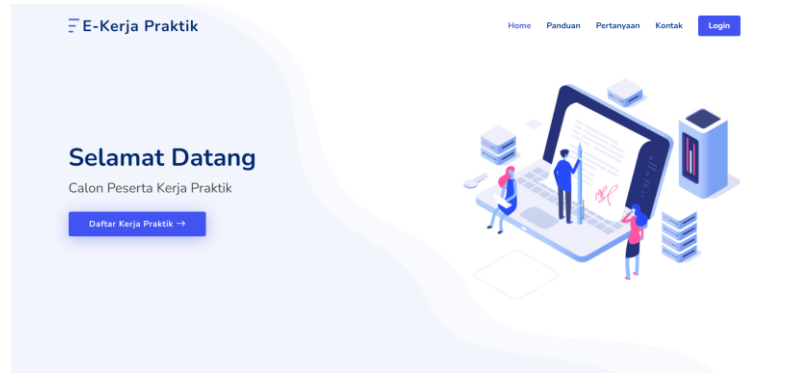 E-Kerja Praktik
Home Panduan Pertanyaan Kontak Login
Selamat Datang
Calon Peserta Kerja Praktik
Daftar Kerja Praktik →